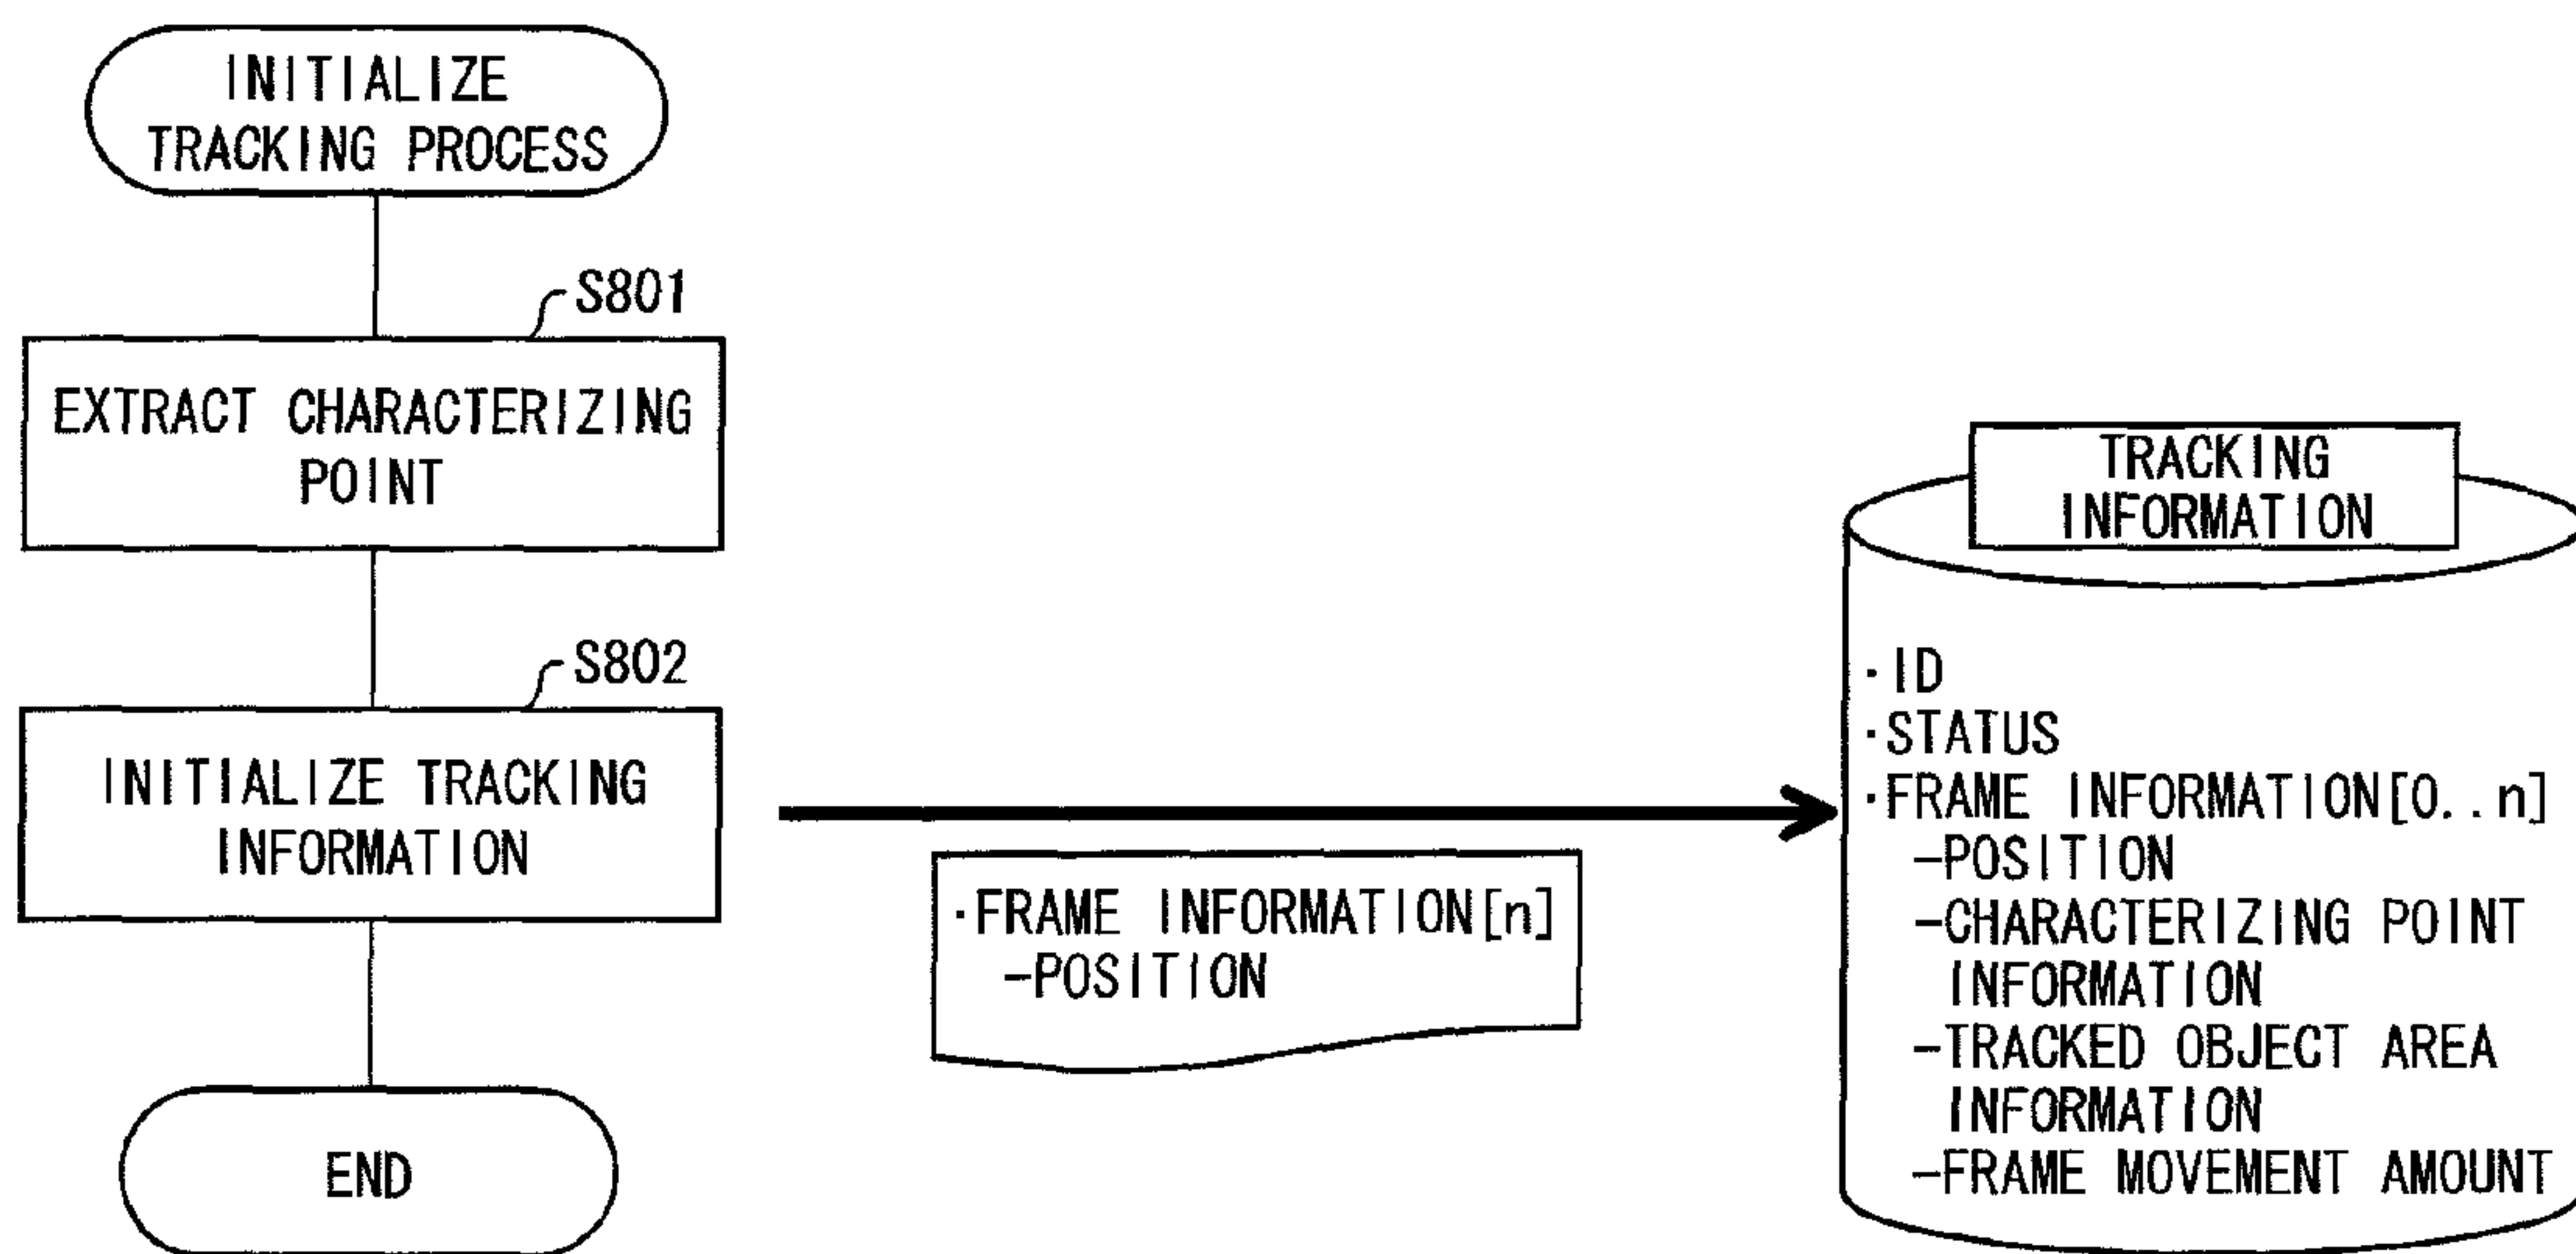 INITIALIZE
TRACKING PROCESS
S801
EXTRACT CHARACTERIZING
POINT
S802
INITIALIZE TRACKING
INFORMATION
END
·FRAME INFORMATION[n]
-POSITION
TRACKING
INFORMATION
·ID
·STATUS
·FRAME INFORMATION[0..n]
-POSITION
-CHARACTERIZING POINT
INFORMATION
-TRACKED OBJECT AREA
INFORMATION
-FRAME MOVEMENT AMOUNT